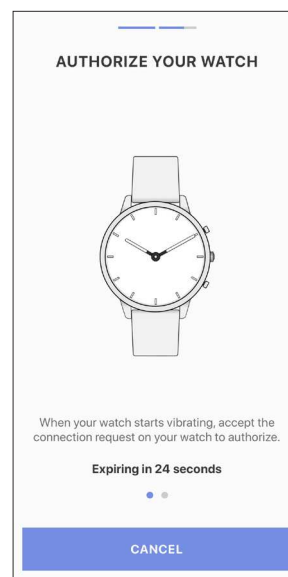 AUTHORIZE YOUR WATCH
When your watch starts vibrating, accept the
connection request on your watch to authorize.
Expiring in 24 seconds
CANCEL